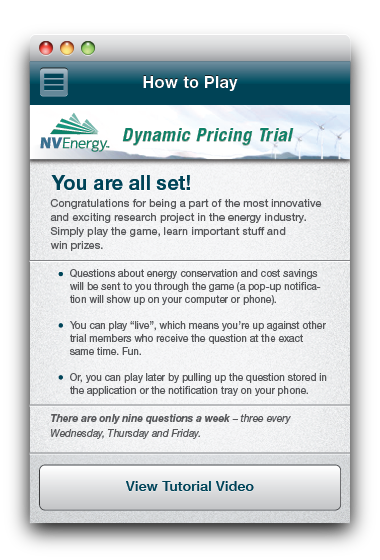 How to Play
NVEnergy
Dynamic Pricing Trial
You are all set!
Congratulations for being a part of the most innovative
and exciting research project in the energy industry.
Simply play the game, learn important stuff and
win prizes.
• Questions about energy conservation and cost savings
will be sent to you through the game (a pop-up notifica-
tion will show up on your computer or phone).
• You can play “live”, which means you’re up against other
trial members who receive the question at the exact
same time. Fun.
• Or, you can play later by pulling up the question stored in
the application or the notification tray on your phone.
There are only nine questions a week – three every
Wednesday, Thursday and Friday.
View Tutorial Video